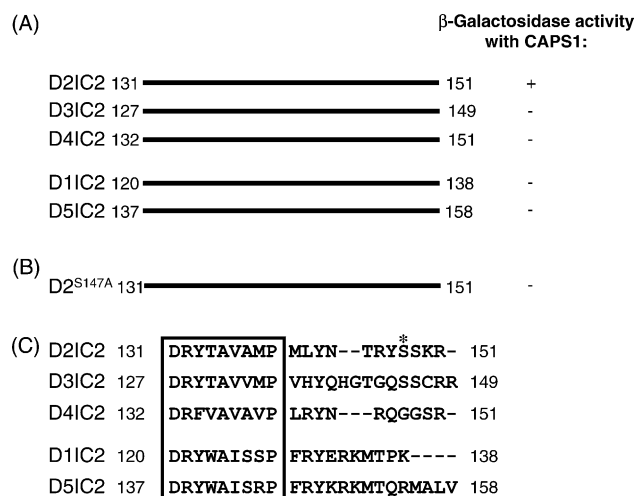 (A)
β-Galactosidase activity
with CAPS1:
D2IC2 131 151 +
D3IC2 127 149 -
D4IC2 132 151 -
D1IC2 120 138 -
D5IC2 137 158 -
(B)
D2S147A 131 151 -
(C)
*
D2IC2 131 DRYTAVAMP MLYN--TRYSSKR- 151
D3IC2 127 DRYTAVVMP VHYQHGTGQSSCRR 149
D4IC2 132 DRFVAVAVP LRYN---RQGGSR- 151
D1IC2 120 DRYWAISSP FRYERKMTPK---- 138
D5IC2 137 DRYWAISRP FRYKRKMTQRMALV 158